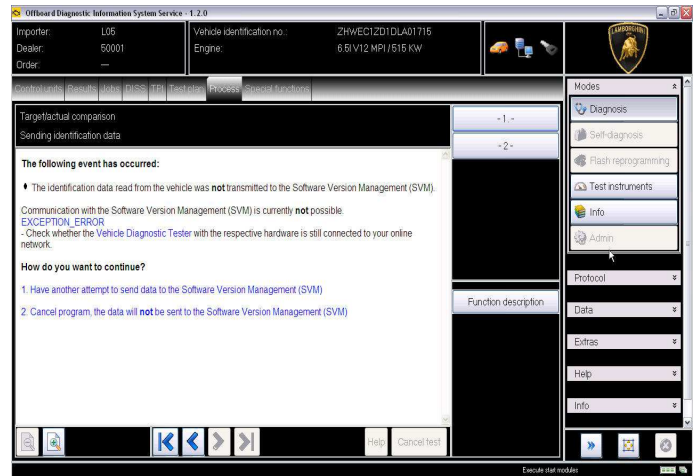 Offboard Diagnostic Information System Service - 1.2.0
Importer: L05
Dealer: 50001
Order: ---
Vehicle identification no.: ZHWEC1ZD1DLA01715
Engine: 6.5l V12 MPI / 515 KW
LAMBORGHINI
Control units Results Jobs DISS TPI Test plan Process Special functions
Target/actual comparison
Sending identification data
The following event has occurred:
The identification data read from the vehicle was not transmitted to the Software Version Management (SVM).
Communication with the Software Version Management (SVM) is currently not possible.
EXCEPTION_ERROR
- Check whether the Vehicle Diagnostic Tester with the respective hardware is still connected to your online
network.
How do you want to continue?
1. Have another attempt to send data to the Software Version Management (SVM)
2. Cancel program, the data will not be sent to the Software Version Management (SVM)
Help
Cancel test
- 1 -
- 2 -
Function description
Modes
Diagnosis
Self-diagnosis
Flash reprogramming
Test instruments
Info
Admin
Protocol
Data
Extras
Help
Info
Execute start modules